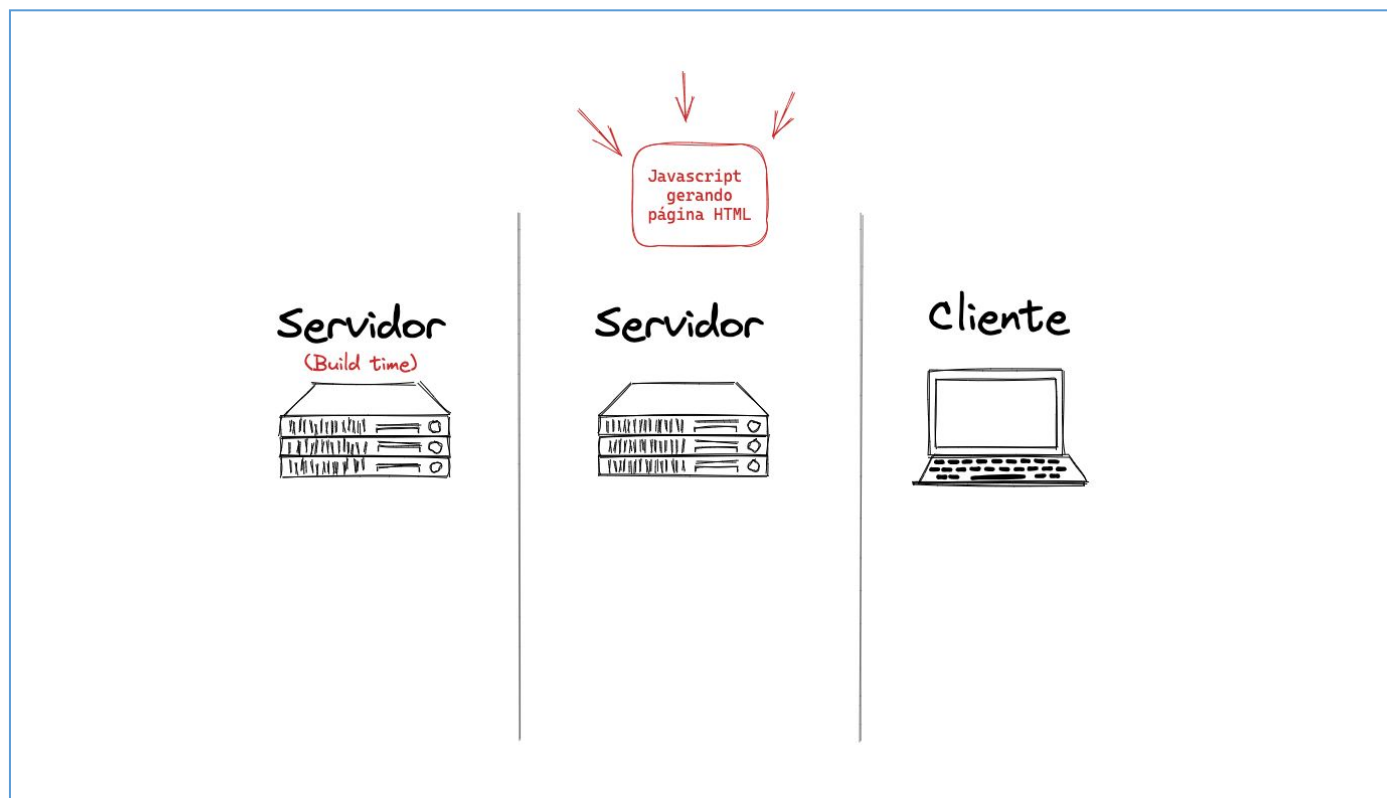 Javascript
gerando
página HTML
Servidor
(Build time)
Servidor
Cliente